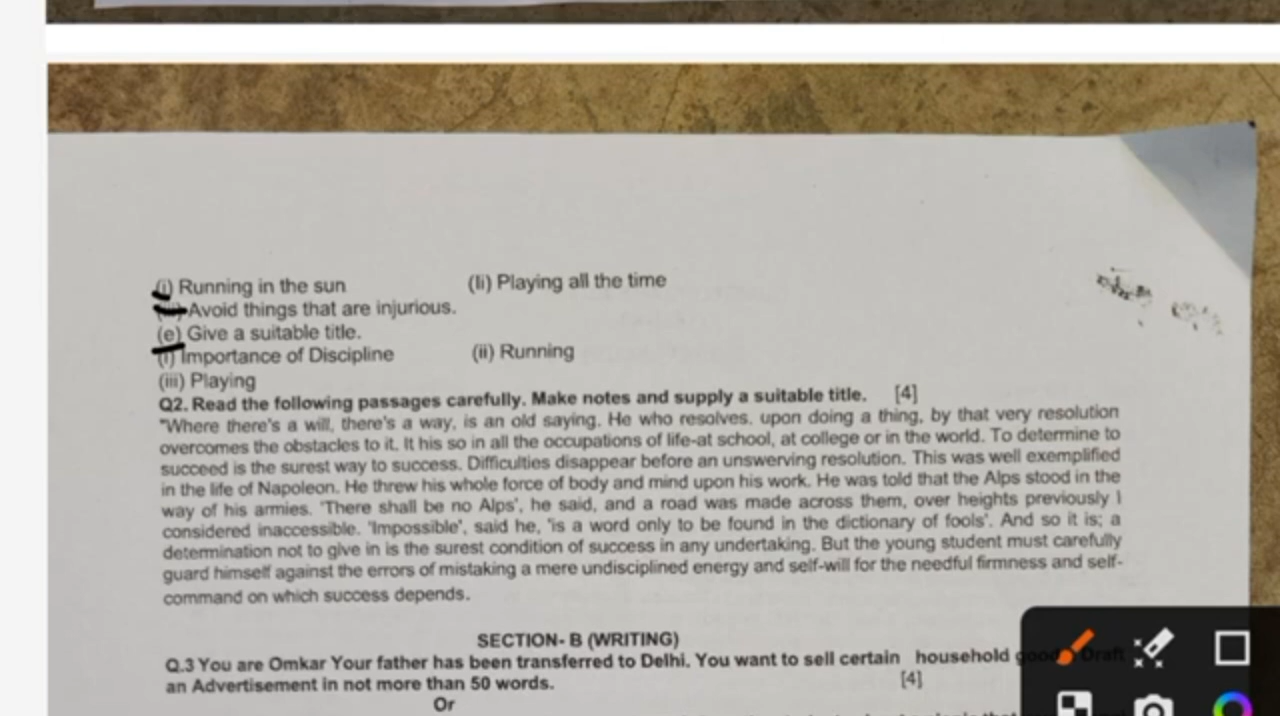 (i) Running in the sun (Ii) Playing all the time
Avoid things that are injurious.
(e) Give a suitable title.
(i) Importance of Discipline (ii) Running
(iii) Playing
Q2. Read the following passages carefully. Make notes and supply a suitable title. [4]
"Where there's a will, there's a way, is an old saying. He who resolves, upon doing a thing, by that very resolution
overcomes the obstacles to it. It his so in all the occupations of life-at school, at college or in the world. To determine to
succeed is the surest way to success. Difficulties disappear before an unswerving resolution. This was well exemplified
in the life of Napoleon. He threw his whole force of body and mind upon his work. He was told that the Alps stood in the
way of his armies. 'There shall be no Alps', he said, and a road was made across them, over heights previously I
considered inaccessible. 'Impossible', said he, 'is a word only to be found in the dictionary of fools'. And so it is; a
determination not to give in is the surest condition of success in any undertaking. But the young student must carefully
guard himself against the errors of mistaking a mere undisciplined energy and self-will for the needful firmness and self-
command on which success depends.
SECTION- B (WRITING)
Q.3 You are Omkar Your father has been transferred to Delhi. You want to sell certain household goods. Draft
an Advertisement in not more than 50 words. [4]
Or